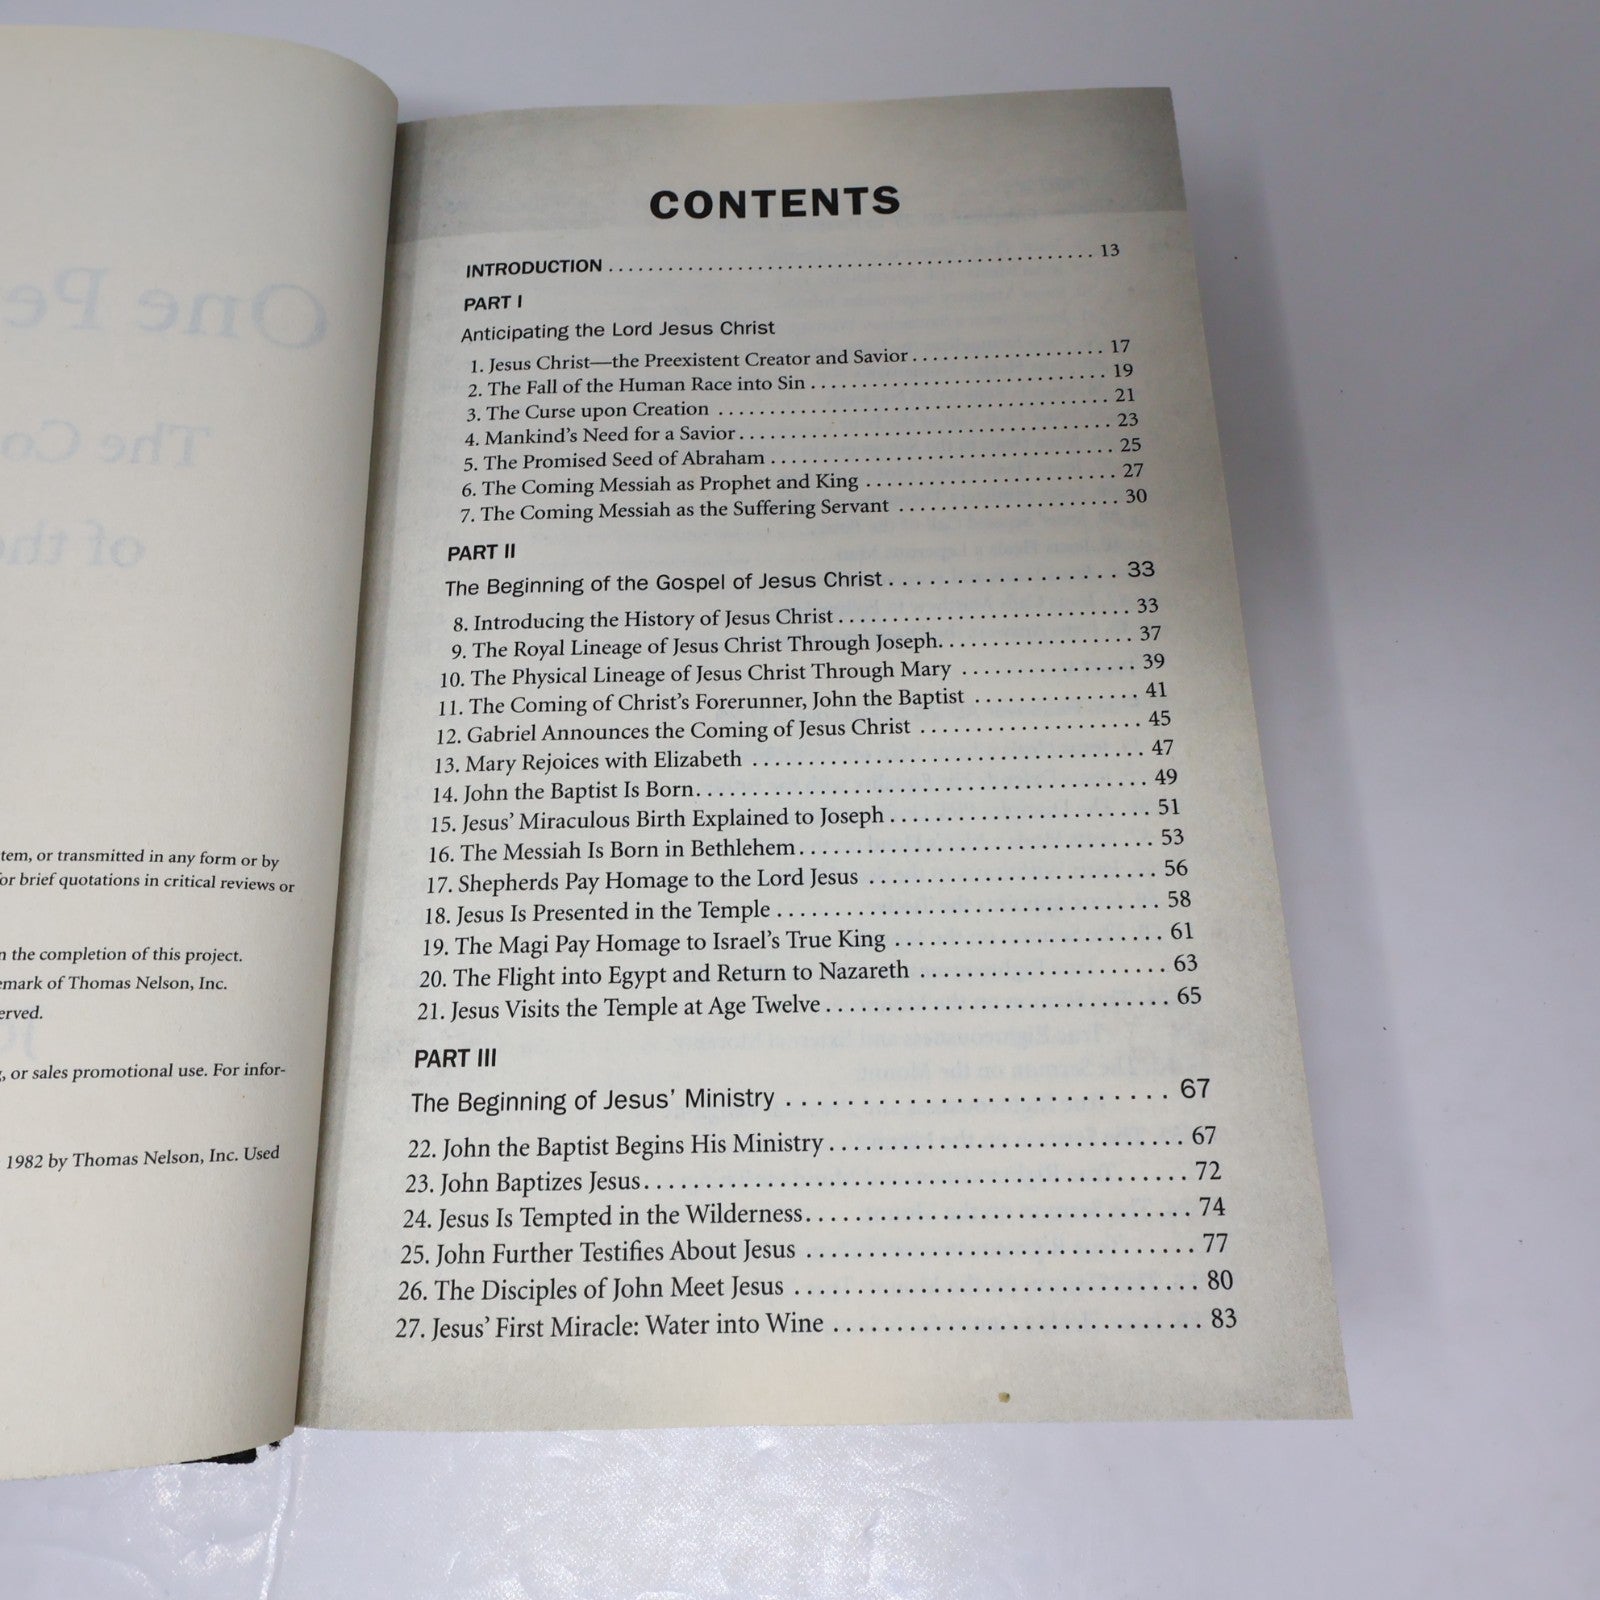 tem, or transmitted in any form or by
or brief quotations in critical reviews or
n the completion of this project.
mark of Thomas Nelson, Inc.
erved.
, or sales promotional use. For infor-
1982 by Thomas Nelson, Inc. Used
CONTENTS
INTRODUCTION . . . . . . . . . . 13
PART I
Anticipating the Lord Jesus Christ
1. Jesus Christ—the Preexistent Creator and Savior . . . . . . . . . . 17
2. The Fall of the Human Race into Sin . . . . . . . . . . 19
3. The Curse upon Creation . . . . . . . . . . 21
4. Mankind's Need for a Savior . . . . . . . . . . 23
5. The Promised Seed of Abraham . . . . . . . . . . 25
6. The Coming Messiah as Prophet and King . . . . . . . . . . 27
7. The Coming Messiah as the Suffering Servant . . . . . . . . . . 30
PART II
The Beginning of the Gospel of Jesus Christ . . . . . . . . . . 33
8. Introducing the History of Jesus Christ . . . . . . . . . . 33
9. The Royal Lineage of Jesus Christ Through Joseph. . . . . . . . . . 37
10. The Physical Lineage of Jesus Christ Through Mary . . . . . . . . . . 39
11. The Coming of Christ's Forerunner, John the Baptist . . . . . . . . . . 41
12. Gabriel Announces the Coming of Jesus Christ . . . . . . . . . . 45
13. Mary Rejoices with Elizabeth . . . . . . . . . . 47
14. John the Baptist Is Born . . . . . . . . . . 49
15. Jesus' Miraculous Birth Explained to Joseph . . . . . . . . . . 51
16. The Messiah Is Born in Bethlehem . . . . . . . . . . 53
17. Shepherds Pay Homage to the Lord Jesus . . . . . . . . . . 56
18. Jesus Is Presented in the Temple . . . . . . . . . . 58
19. The Magi Pay Homage to Israel's True King . . . . . . . . . . 61
20. The Flight into Egypt and Return to Nazareth . . . . . . . . . . 63
21. Jesus Visits the Temple at Age Twelve . . . . . . . . . . 65
PART III
The Beginning of Jesus' Ministry . . . . . . . . . . 67
22. John the Baptist Begins His Ministry . . . . . . . . . . 67
23. John Baptizes Jesus . . . . . . . . . . 72
24. Jesus Is Tempted in the Wilderness . . . . . . . . . . 74
25. John Further Testifies About Jesus . . . . . . . . . . 77
26. The Disciples of John Meet Jesus . . . . . . . . . . 80
27. Jesus' First Miracle: Water into Wine . . . . . . . . . . 83